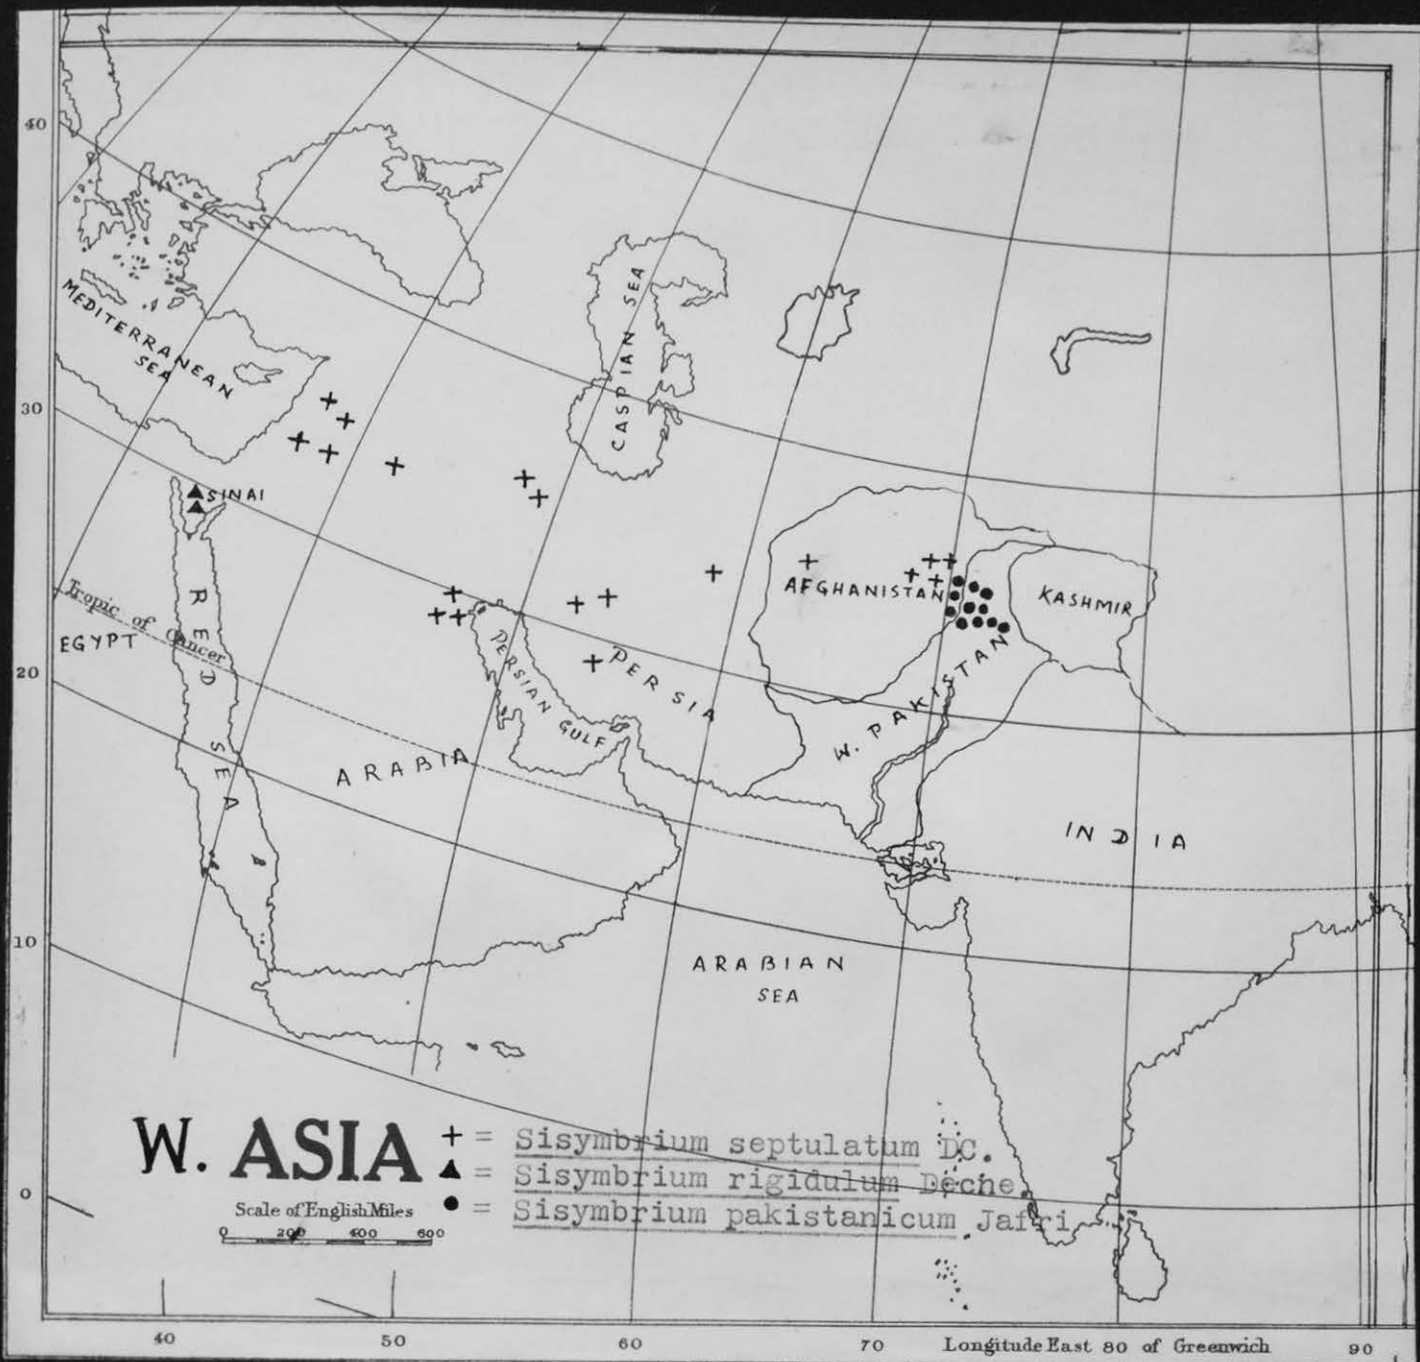 40
MEDITERRANEAN
SEA
CASPIAN SEA
30
SINAI
AFGHANISTAN
KASHMIR
Tropic of Cancer
EGYPT
RED SEA
PERSIAN GULF
PERSIA
W. PAKISTAN
20
ARABIA
INDIA
10
ARABIAN
SEA
W. ASIA
+ = Sisymbrium septulatum DC.
▲ = Sisymbrium rigidulum Decne.
● = Sisymbrium pakistanicum Jafri
0
Scale of English Miles
0 200 400 600
40 50 60 70 Longitude East 80 of Greenwich 90